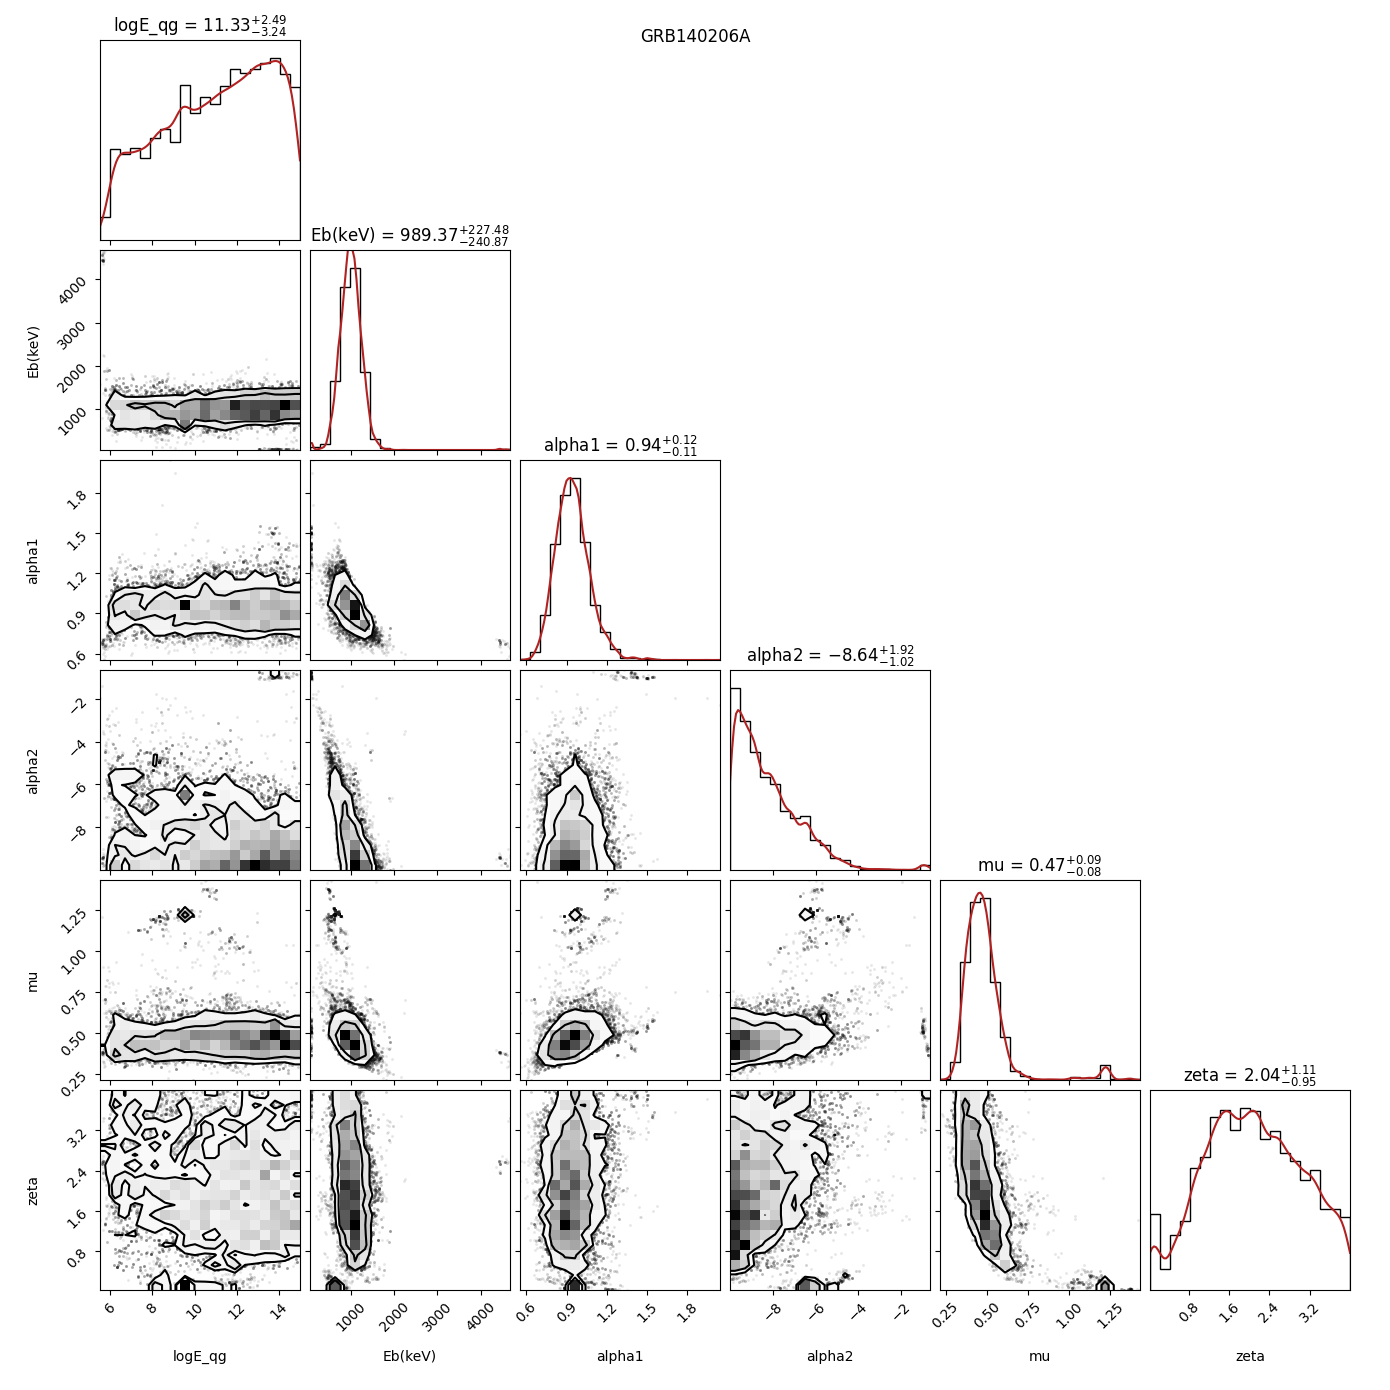 GRB140206A
logE_qg = 11.33+2.49−3.24
Eb(keV) = 989.37+227.48−240.87
Eb(keV)
4000
3000
2000
1000
alpha1 = 0.94+0.12−0.11
alpha1
1.8
1.5
1.2
0.9
0.6
alpha2 = −8.64+1.92−1.02
alpha2
−2
−4
−6
−8
mu = 0.47+0.09−0.08
mu
1.25
1.00
0.75
0.50
0.25
zeta = 2.04+1.11−0.95
zeta
3.2
2.4
1.6
0.8
6 8 10 12 14
1000 2000 3000 4000
0.6 0.9 1.2 1.5 1.8
−8 −6 −4 −2
0.25 0.50 0.75 1.00 1.25
0.8 1.6 2.4 3.2
logE_qg Eb(keV) alpha1 alpha2 mu zeta